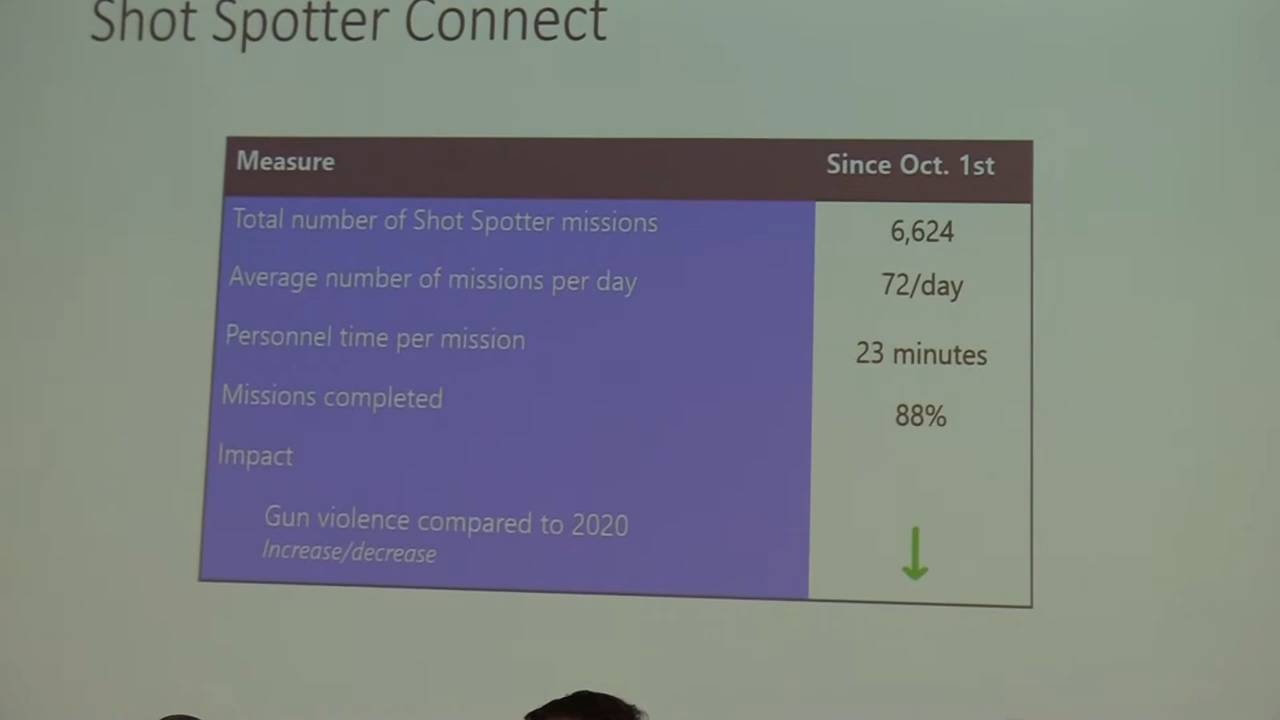 Shot Spotter Connect
Measure Since Oct. 1st
Total number of Shot Spotter missions 6,624
Average number of missions per day 72/day
Personnel time per mission 23 minutes
Missions completed 88%
Impact
Gun violence compared to 2020
Increase/decrease